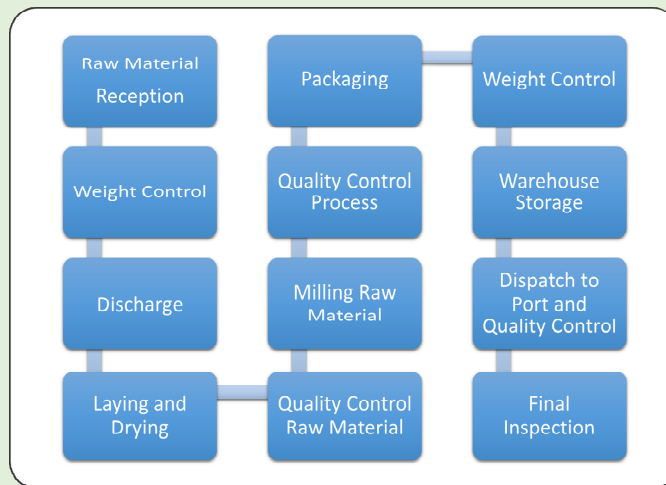 Raw Material
Reception
Weight Control
Discharge
Laying and
Drying
Quality Control
Raw Material
Milling Raw
Material
Quality Control
Process
Packaging
Weight Control
Warehouse
Storage
Dispatch to
Port and
Quality Control
Final
Inspection